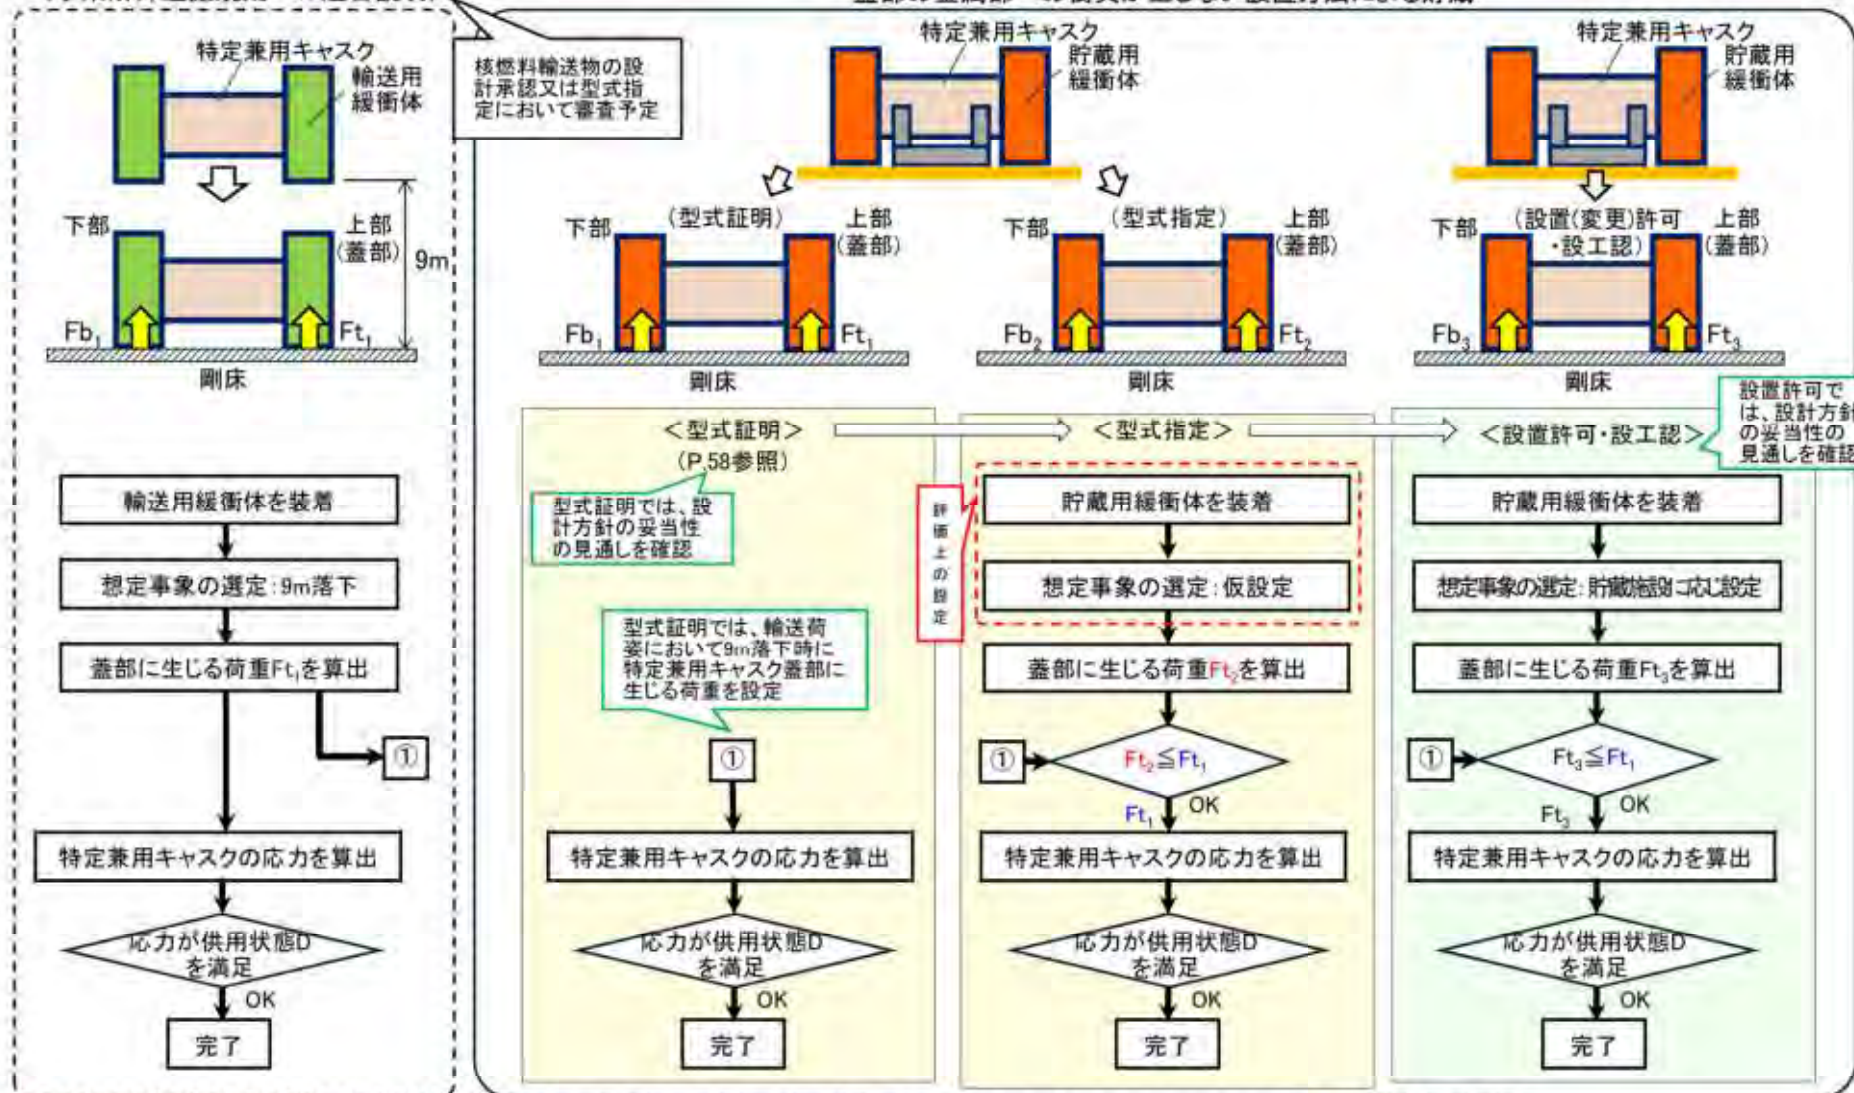 特定兼用キャスク
輸送用
緩衝体
下部
上部
(蓋部)
9m
Fb₁
Ft₁
剛床
輸送用緩衝体を装着
想定事象の選定:9m落下
蓋部に生じる荷重Ft₁を算出
①
特定兼用キャスクの応力を算出
応力が供用状態D
を満足
OK
完了
核燃料輸送物の設
計承認又は型式指
定において審査予定
特定兼用キャスク
貯蔵用
緩衝体
下部
(型式証明)
上部
(蓋部)
Fb₁
Ft₁
剛床
下部
(型式指定)
上部
(蓋部)
Fb₂
Ft₂
剛床
特定兼用キャスク
貯蔵用
緩衝体
下部
(設置(変更)許可
・設工認)
上部
(蓋部)
Fb₃
Ft₃
剛床
<型式証明>
(P.58参照)
型式証明では、設
計方針の妥当性
の見通しを確認
型式証明では、輸送荷
姿において9m落下時に
特定兼用キャスク蓋部に
生じる荷重を設定
①
特定兼用キャスクの応力を算出
応力が供用状態D
を満足
OK
完了
<型式指定>
評価上の設定
貯蔵用緩衝体を装着
想定事象の選定:仮設定
蓋部に生じる荷重Ft₂を算出
①
Ft₂≦Ft₁
OK
Ft₁
特定兼用キャスクの応力を算出
応力が供用状態D
を満足
OK
完了
<設置許可・設工認>
設置許可で
は、設計方針
の妥当性の
見通しを確認
貯蔵用緩衝体を装着
想定事象の選定:貯蔵施設に応じ設定
蓋部に生じる荷重Ft₃を算出
①
Ft₃≦Ft₁
OK
Ft₃
特定兼用キャスクの応力を算出
応力が供用状態D
を満足
OK
完了